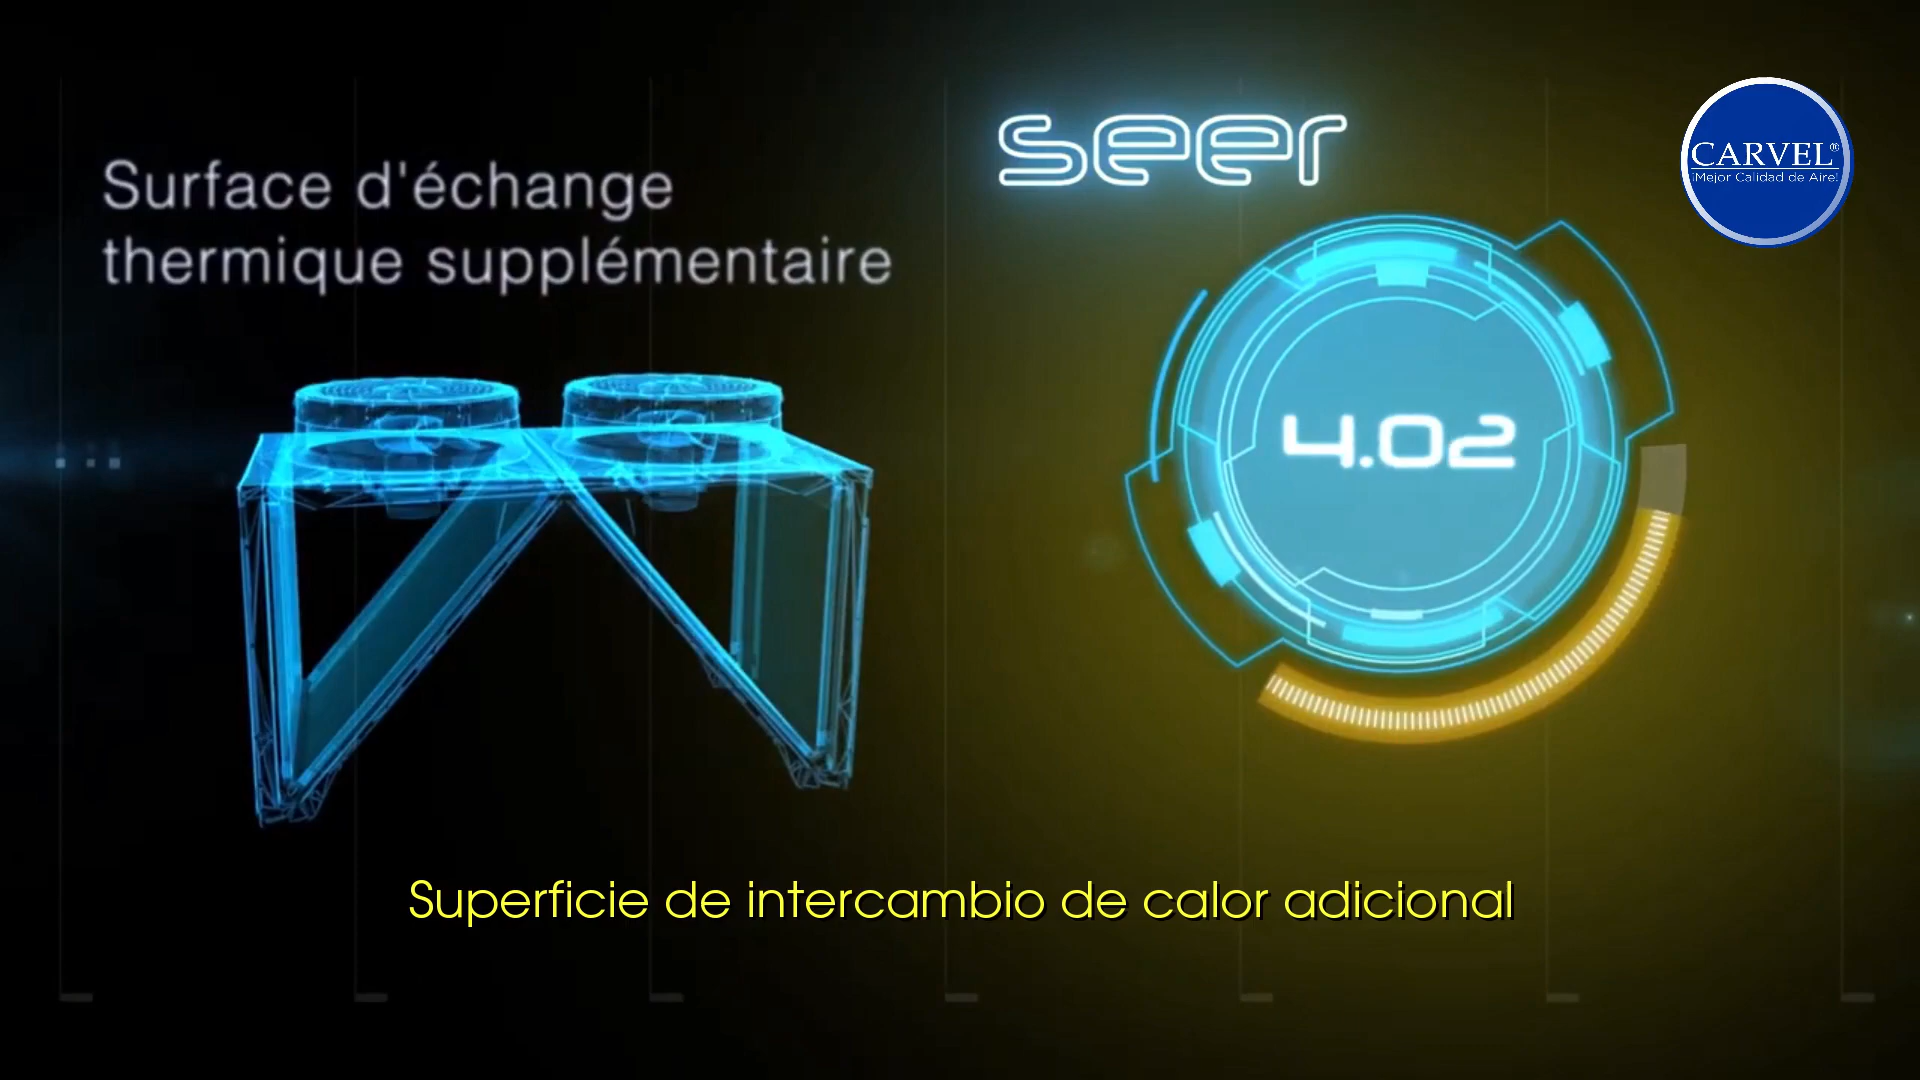 Surface d'échange
thermique supplémentaire
seer
CARVEL®
¡Mejor Calidad de Aire!
4.02
Superficie de intercambio de calor adicional